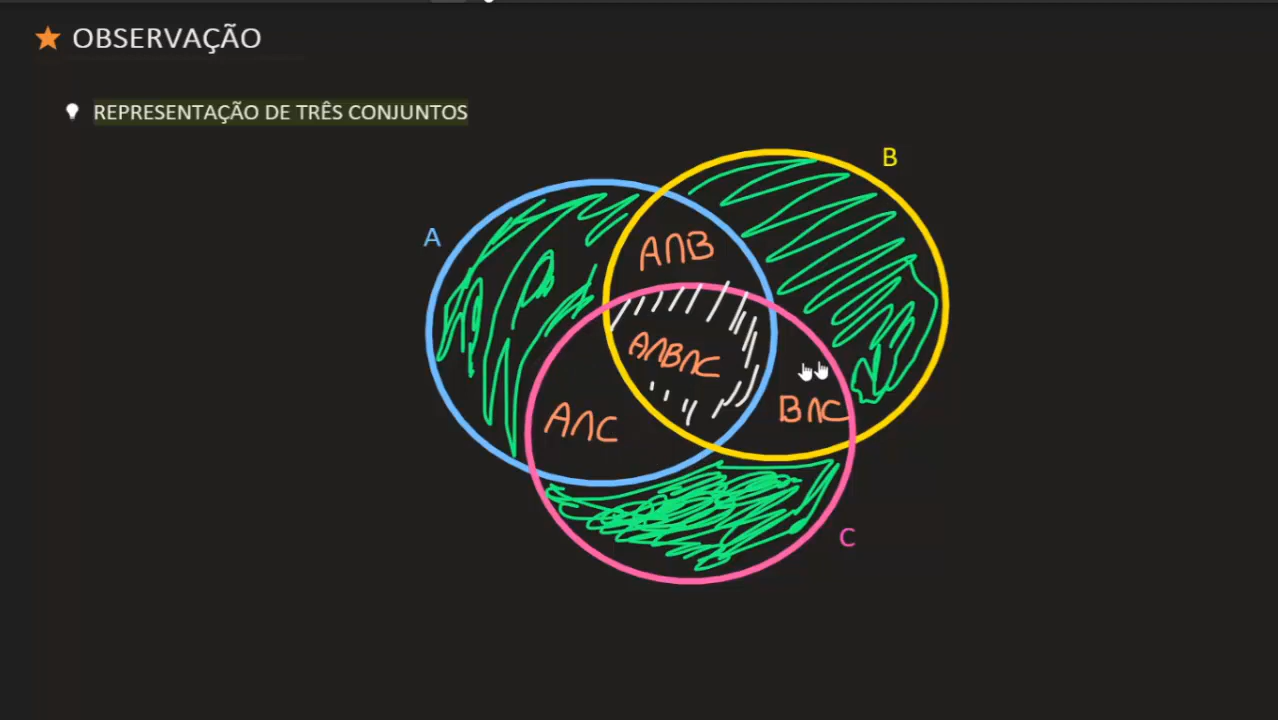 OBSERVAÇÃO
REPRESENTAÇÃO DE TRÊS CONJUNTOS
B
A
A∩B
A∩B∩C
B∩C
A∩C
C